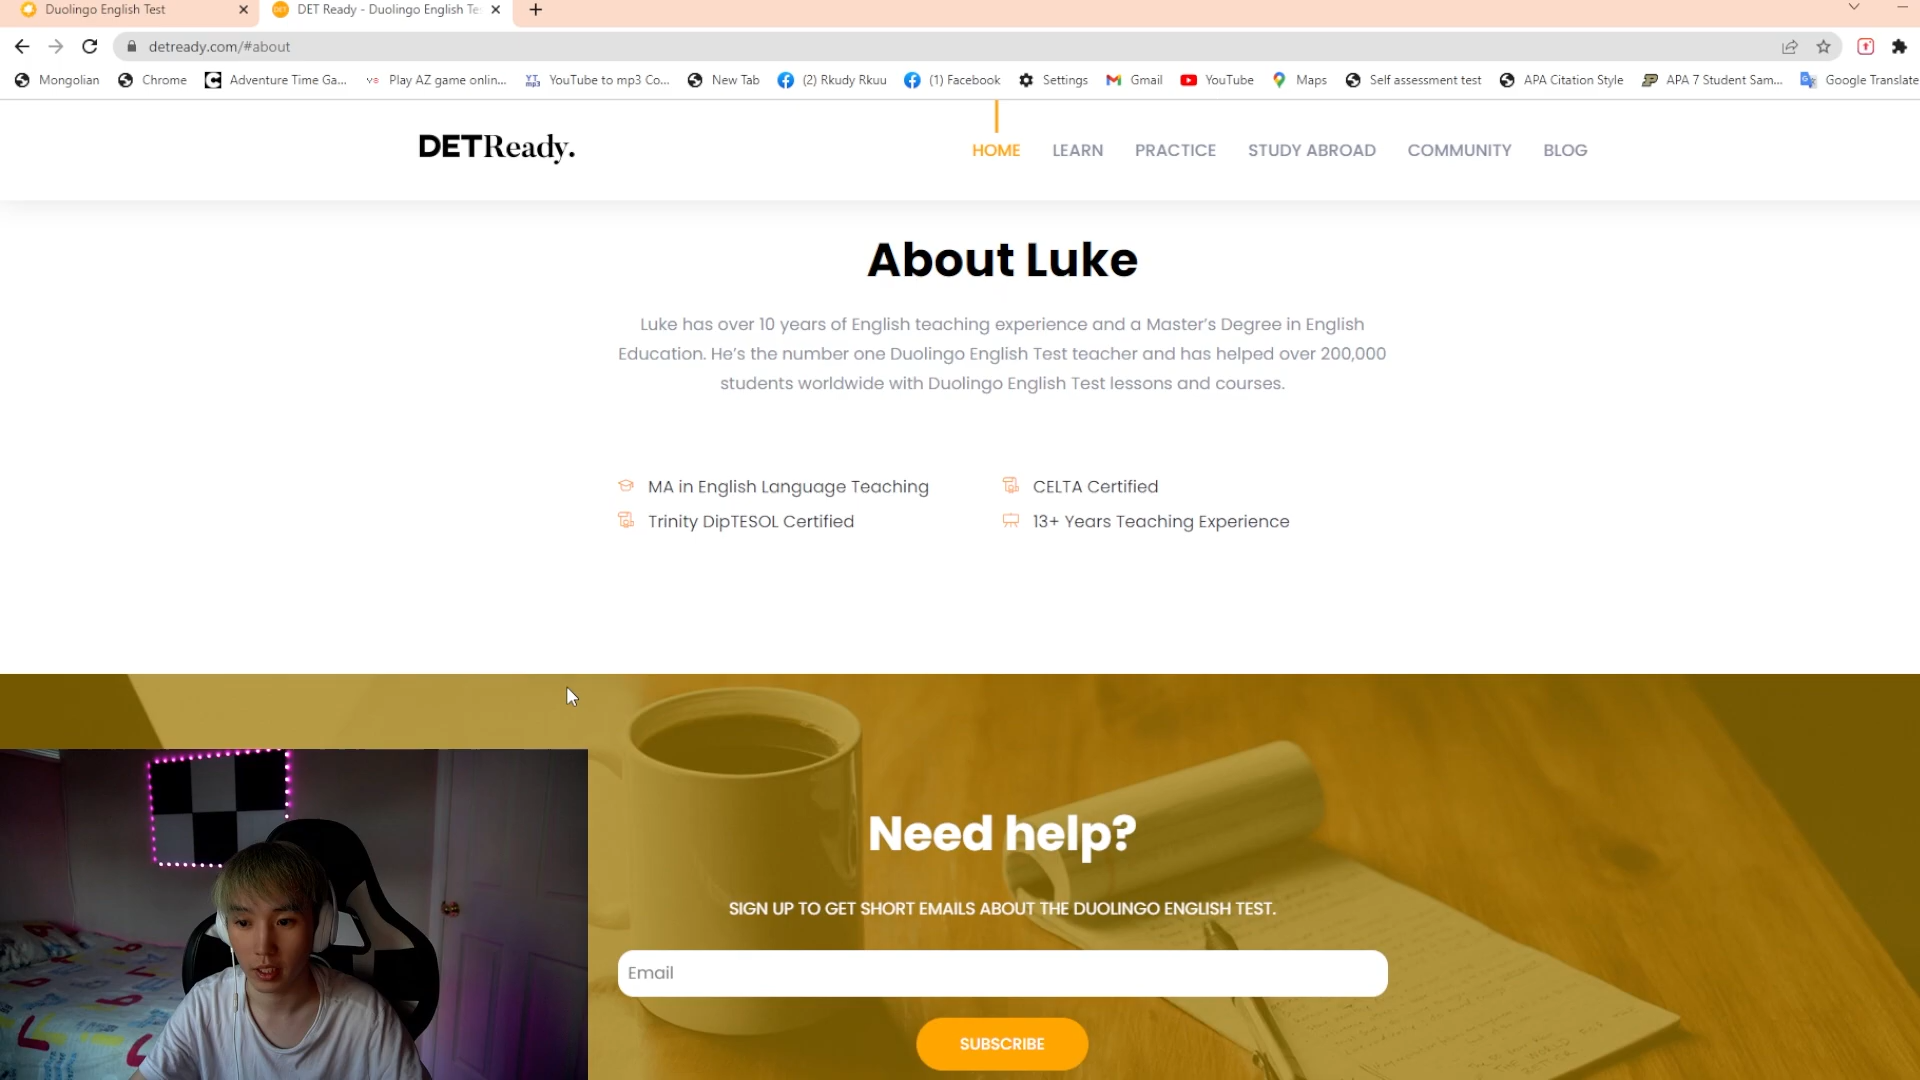 Duolingo English Test
DET Ready - Duolingo English Te
detready.com/#about
Mongolian
Chrome
Adventure Time Ga...
Play AZ game onlin...
YouTube to mp3 Co...
New Tab
(2) Rkudy Rkuu
(1) Facebook
Settings
Gmail
YouTube
Maps
Self assessment test
APA Citation Style
APA 7 Student Sam...
Google Translate
DETReady.
HOME
LEARN
PRACTICE
STUDY ABROAD
COMMUNITY
BLOG
About Luke
Luke has over 10 years of English teaching experience and a Master's Degree in English
Education. He's the number one Duolingo English Test teacher and has helped over 200,000
students worldwide with Duolingo English Test lessons and courses.
MA in English Language Teaching
CELTA Certified
Trinity DipTESOL Certified
13+ Years Teaching Experience
Need help?
SIGN UP TO GET SHORT EMAILS ABOUT THE DUOLINGO ENGLISH TEST.
Email
SUBSCRIBE